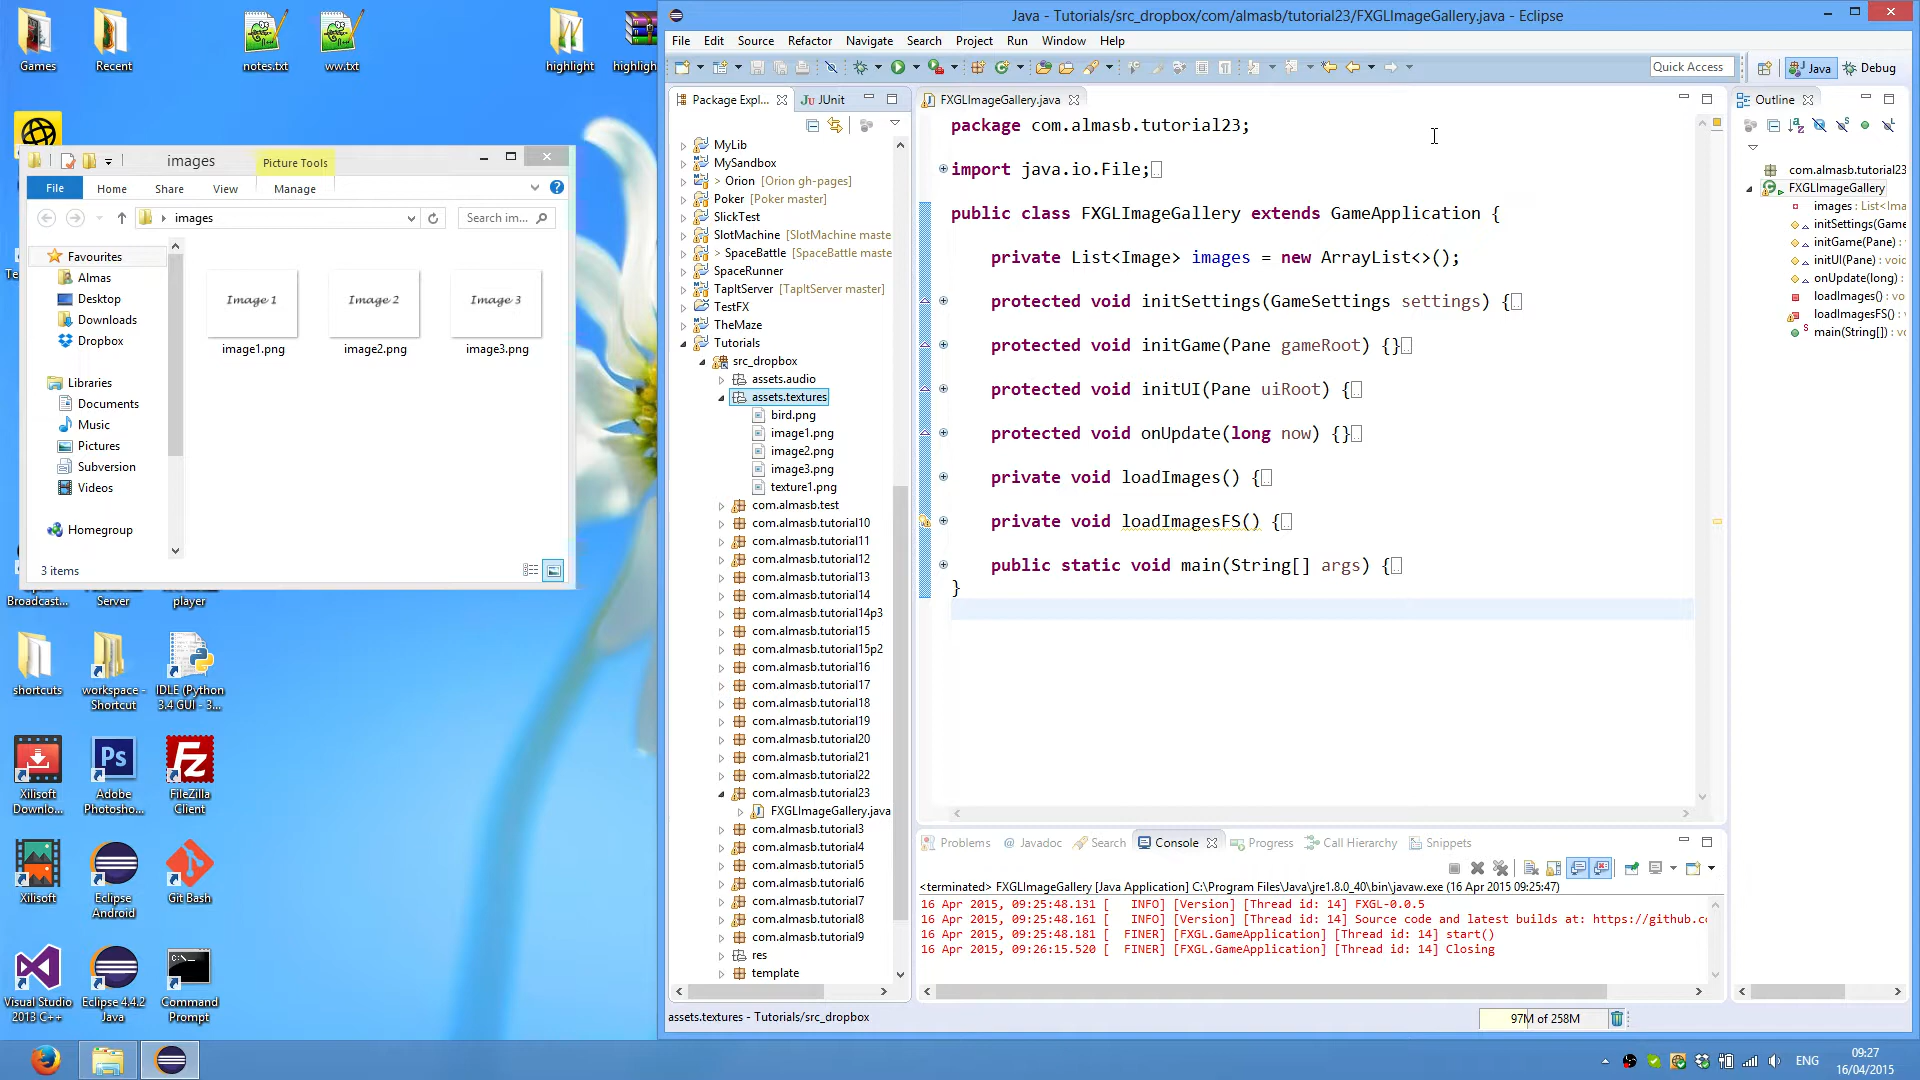 Games
Recent
notes.txt
ww.txt
highlight
highligh
images
Picture Tools
File
Home
Share
View
Manage
images
Search im...
Favourites
Almas
Desktop
Downloads
Dropbox
Libraries
Documents
Music
Pictures
Subversion
Videos
Homegroup
Image 1
Image 2
Image 3
image1.png
image2.png
image3.png
3 items
Broadcast...
Server
player
shortcuts
workspace - Shortcut
IDLE (Python 3.4 GUI - 3...
Xilisoft Downlo...
Adobe Photosho...
FileZilla Client
Xilisoft
Eclipse Android
Git Bash
Visual Studio 2013 C++
Eclipse 4.4.2 Java
Command Prompt
Java - Tutorials/src_dropbox/com/almasb/tutorial23/FXGLImageGallery.java - Eclipse
File Edit Source Refactor Navigate Search Project Run Window Help
Quick Access
Java
Debug
Package Expl...
JUnit
MyLib
MySandbox
> Orion [Orion gh-pages]
Poker [Poker master]
SlickTest
SlotMachine [SlotMachine maste
> SpaceBattle [SpaceBattle maste
SpaceRunner
TapItServer [TapItServer master]
TestFX
TheMaze
Tutorials
src_dropbox
assets.audio
assets.textures
bird.png
image1.png
image2.png
image3.png
texture1.png
com.almasb.test
com.almasb.tutorial10
com.almasb.tutorial11
com.almasb.tutorial12
com.almasb.tutorial13
com.almasb.tutorial14
com.almasb.tutorial14p3
com.almasb.tutorial15
com.almasb.tutorial15p2
com.almasb.tutorial16
com.almasb.tutorial17
com.almasb.tutorial18
com.almasb.tutorial19
com.almasb.tutorial20
com.almasb.tutorial21
com.almasb.tutorial22
com.almasb.tutorial23
FXGLImageGallery.java
com.almasb.tutorial3
com.almasb.tutorial4
com.almasb.tutorial5
com.almasb.tutorial6
com.almasb.tutorial7
com.almasb.tutorial8
com.almasb.tutorial9
res
template
FXGLImageGallery.java
package com.almasb.tutorial23;
import java.io.File;
public class FXGLImageGallery extends GameApplication {
private List<Image> images = new ArrayList<>();
protected void initSettings(GameSettings settings) {
protected void initGame(Pane gameRoot) {}
protected void initUI(Pane uiRoot) {
protected void onUpdate(long now) {}
private void loadImages() {
private void loadImagesFS() {
public static void main(String[] args) {
}
Outline
com.almasb.tutorial23
FXGLImageGallery
images : List<Ima
initSettings(Game
initGame(Pane) :
initUI(Pane) : void
onUpdate(long) :
loadImages() : vo
loadImagesFS() :
main(String[]) : v
Problems
@ Javadoc
Search
Console
Progress
Call Hierarchy
Snippets
<terminated> FXGLImageGallery [Java Application] C:\Program Files\Java\jre1.8.0_40\bin\javaw.exe (16 Apr 2015 09:25:47)
16 Apr 2015, 09:25:48.131 [ INFO] [Version] [Thread id: 14] FXGL-0.0.5
16 Apr 2015, 09:25:48.161 [ INFO] [Version] [Thread id: 14] Source code and latest builds at: https://github.c
16 Apr 2015, 09:25:48.181 [ FINER] [FXGL.GameApplication] [Thread id: 14] start()
16 Apr 2015, 09:26:15.520 [ FINER] [FXGL.GameApplication] [Thread id: 14] Closing
assets.textures - Tutorials/src_dropbox
97M of 258M
ENG
09:27
16/04/2015